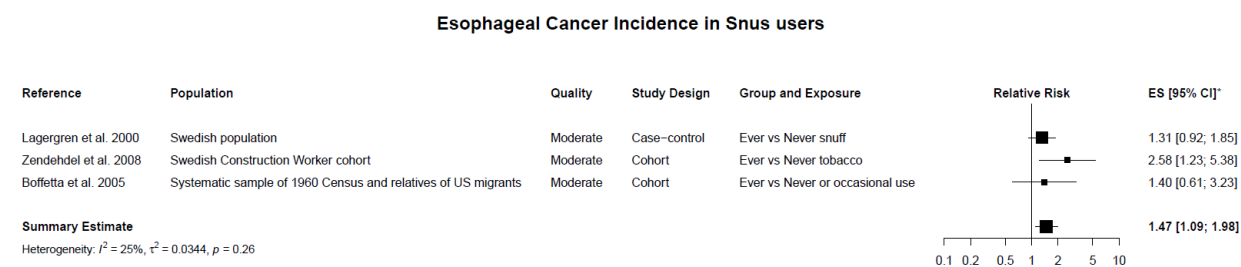 Esophageal Cancer Incidence in Snus users
Reference Population Quality Study Design Group and Exposure Relative Risk ES [95% CI]*
Lagergren et al. 2000 Swedish population Moderate Case−control Ever vs Never snuff 1.31 [0.92; 1.85]
Zendehdel et al. 2008 Swedish Construction Worker cohort Moderate Cohort Ever vs Never tobacco 2.58 [1.23; 5.38]
Boffetta et al. 2005 Systematic sample of 1960 Census and relatives of US migrants Moderate Cohort Ever vs Never or occasional use 1.40 [0.61; 3.23]
Summary Estimate 1.47 [1.09; 1.98]
Heterogeneity: I² = 25%, τ² = 0.0344, p = 0.26
0.1 0.2 0.5 1 2 5 10